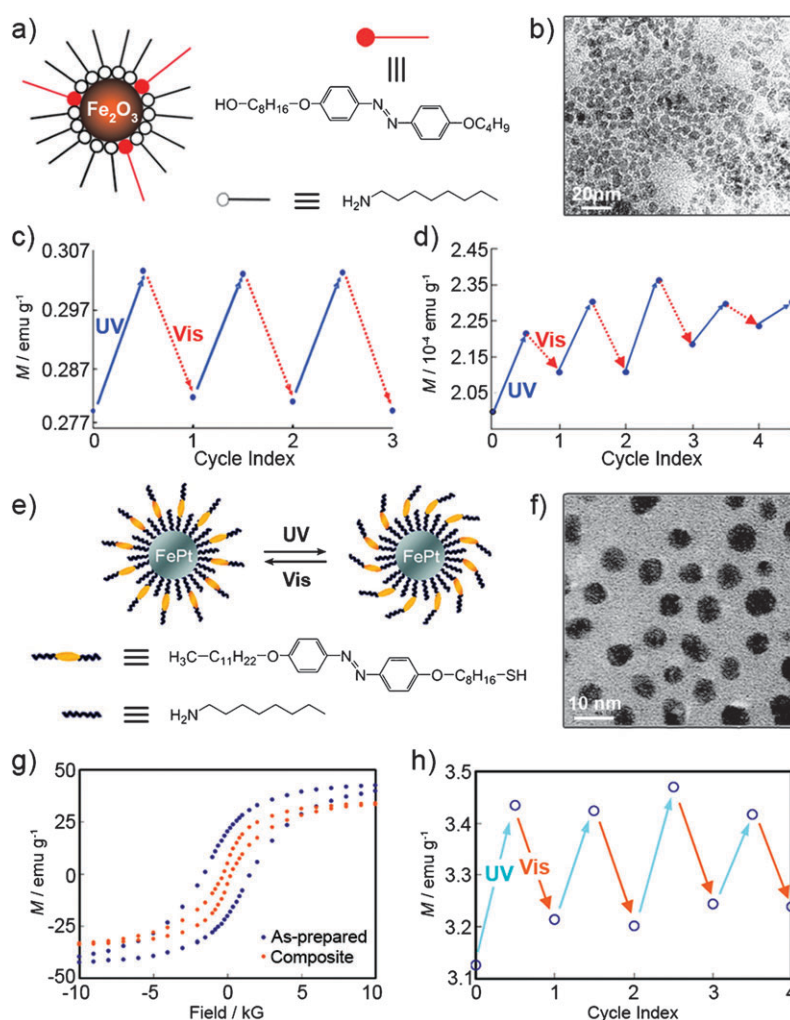 a)
Fe2O3
HO–C8H16–O
N=N
OC4H9
H2N
b)
20nm
c)
M / emu g-1
0.307
0.297
0.287
0.277
UV
Vis
0 1 2 3
Cycle Index
d)
M / 10-4 emu g-1
2.45
2.35
2.25
2.15
2.05
Vis
UV
0 1 2 3 4
Cycle Index
e)
FePt
UV
Vis
FePt
H3C–C11H22–O
N=N
O–C8H16–SH
H2N
f)
10 nm
g)
M / emu g-1
50
25
0
-25
-50
As-prepared
Composite
-10 -5 0 5 10
Field / kG
h)
M / emu g-1
3.5
3.4
3.2
3.1
UV
Vis
0 1 2 3 4
Cycle Index